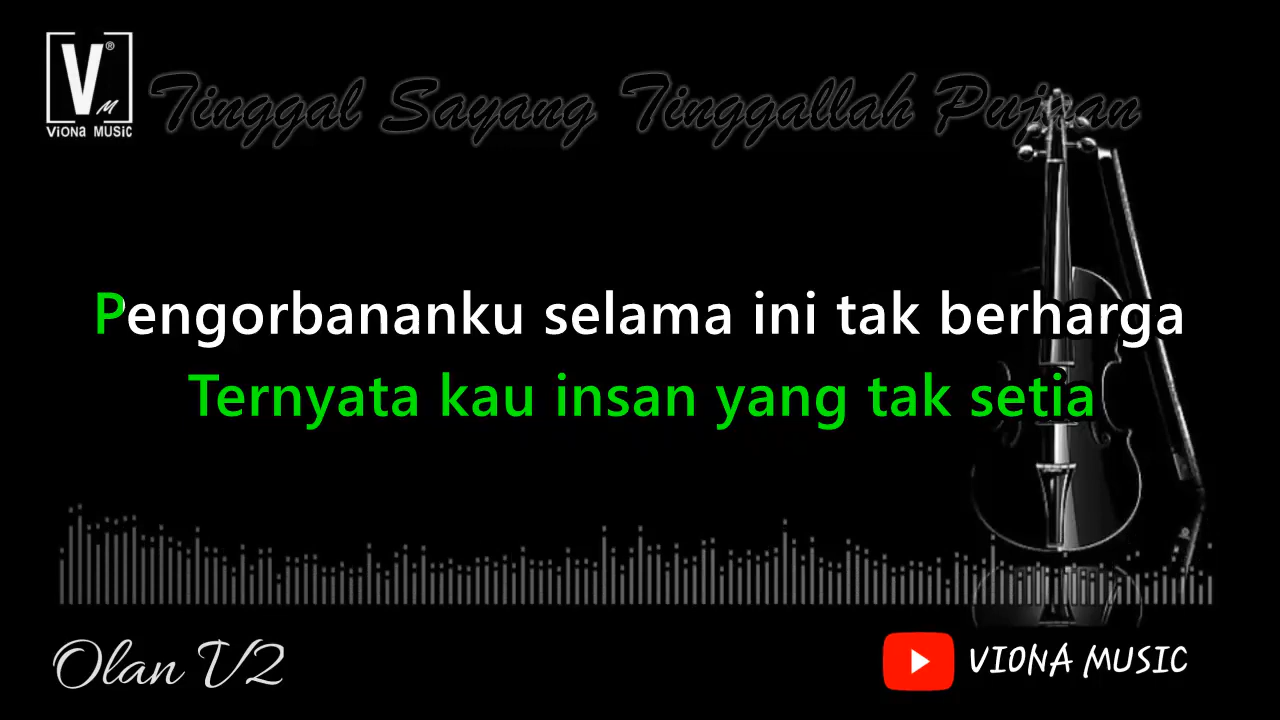 V® M
VIONA MUSIC
Tinggal Sayang Tinggallah Pujaan
Pengorbananku selama ini tak berharga
Ternyata kau insan yang tak setia
Olan V2
VIONA MUSIC